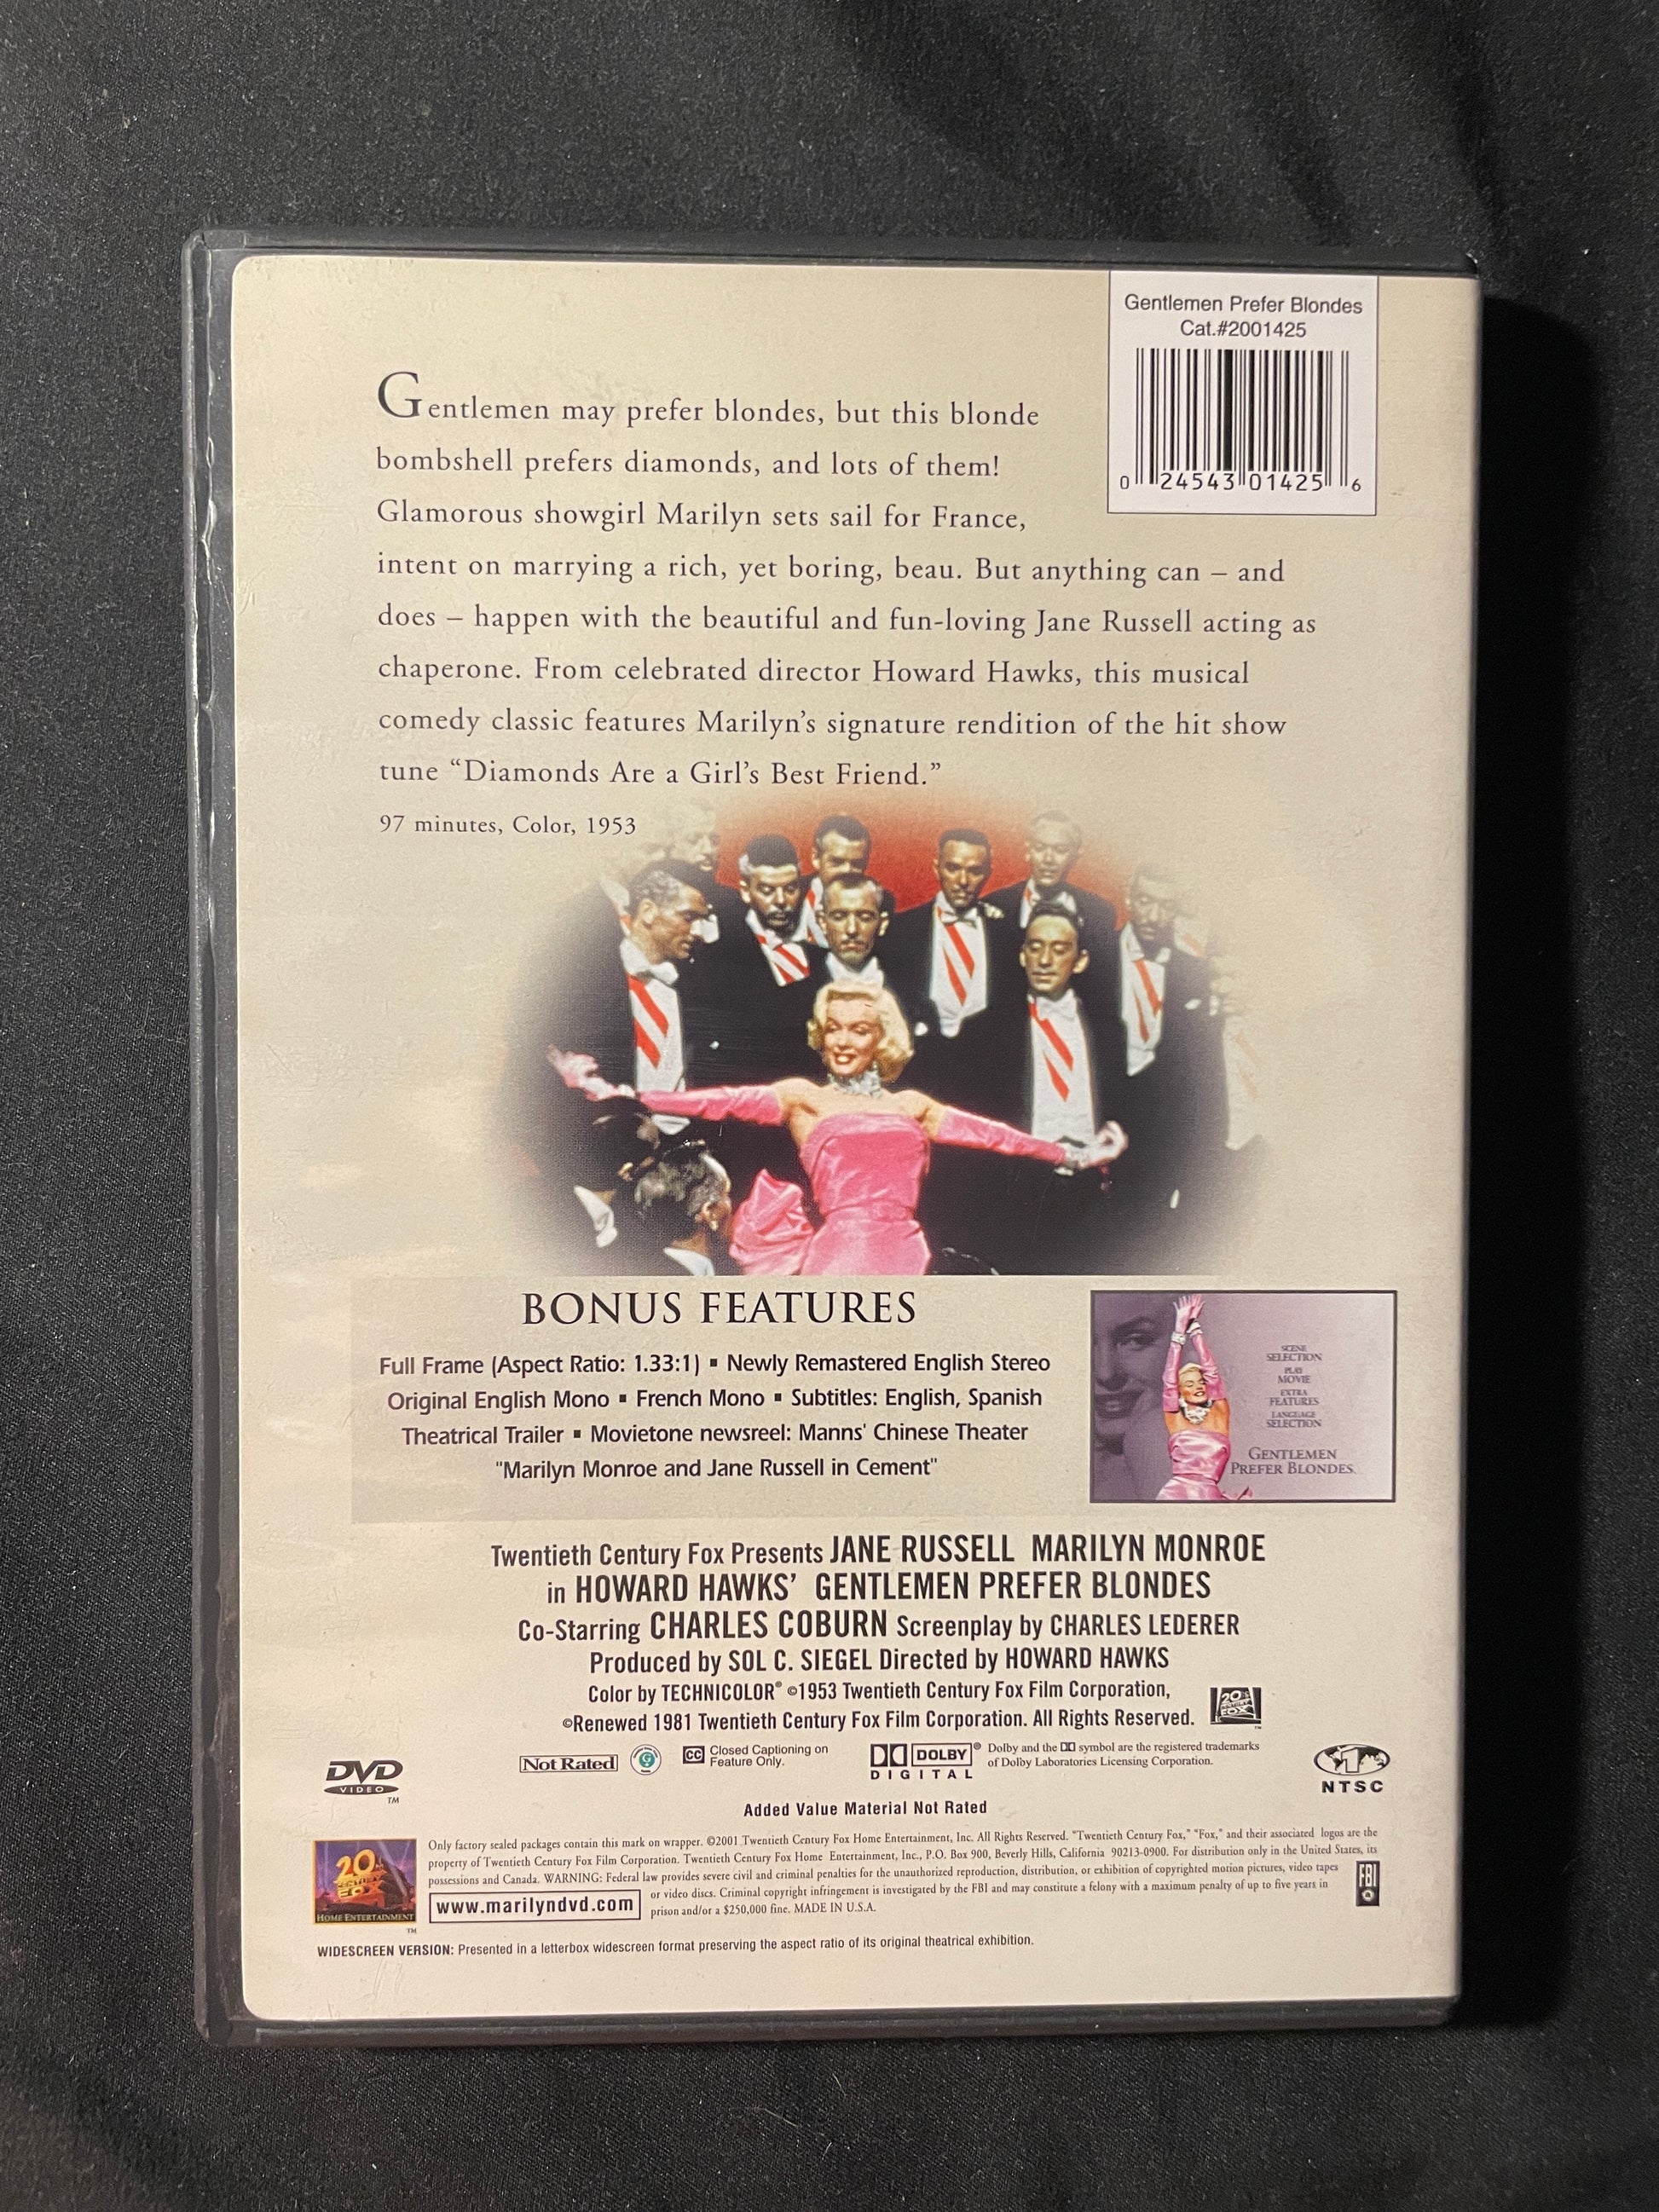 Gentlemen Prefer Blondes
Cat.#2001425
0 24543 01425 6
Gentlemen may prefer blondes, but this blonde
bombshell prefers diamonds, and lots of them!
Glamorous showgirl Marilyn sets sail for France,
intent on marrying a rich, yet boring, beau. But anything can – and
does – happen with the beautiful and fun-loving Jane Russell acting as
chaperone. From celebrated director Howard Hawks, this musical
comedy classic features Marilyn’s signature rendition of the hit show
tune “Diamonds Are a Girl’s Best Friend.”
97 minutes, Color, 1953
BONUS FEATURES
Full Frame (Aspect Ratio: 1.33:1) ▪ Newly Remastered English Stereo
Original English Mono ▪ French Mono ▪ Subtitles: English, Spanish
Theatrical Trailer ▪ Movietone newsreel: Manns' Chinese Theater
"Marilyn Monroe and Jane Russell in Cement"
SCENE
SELECTION
PLAY
MOVIE
EXTRA
FEATURES
LANGUAGE
SELECTION
GENTLEMEN
PREFER BLONDES
Twentieth Century Fox Presents JANE RUSSELL MARILYN MONROE
in HOWARD HAWKS’ GENTLEMEN PREFER BLONDES
Co-Starring CHARLES COBURN Screenplay by CHARLES LEDERER
Produced by SOL C. SIEGEL Directed by HOWARD HAWKS
Color by TECHNICOLOR® ©1953 Twentieth Century Fox Film Corporation,
©Renewed 1981 Twentieth Century Fox Film Corporation. All Rights Reserved.
20th CENTURY FOX
DVD VIDEO TM
Not Rated
G
CC Closed Captioning on
Feature Only.
DOLBY® DIGITAL
Dolby and the DD symbol are the registered trademarks
of Dolby Laboratories Licensing Corporation.
1 NTSC
Added Value Material Not Rated
20th CENTURY FOX
HOME ENTERTAINMENT
TM
Only factory sealed packages contain this mark on wrapper. ©2001 Twentieth Century Fox Home Entertainment, Inc. All Rights Reserved. "Twentieth Century Fox," "Fox," and their associated logos are the
property of Twentieth Century Fox Film Corporation. Twentieth Century Fox Home Entertainment, Inc., P.O. Box 900, Beverly Hills, California 90213-0900. For distribution only in the United States, its
possessions and Canada. WARNING: Federal law provides severe civil and criminal penalties for the unauthorized reproduction, distribution, or exhibition of copyrighted motion pictures, video tapes
or video discs. Criminal copyright infringement is investigated by the FBI and may constitute a felony with a maximum penalty of up to five years in
prison and/or a $250,000 fine. MADE IN U.S.A.
www.marilyndvd.com
FBI
WIDESCREEN VERSION: Presented in a letterbox widescreen format preserving the aspect ratio of its original theatrical exhibition.